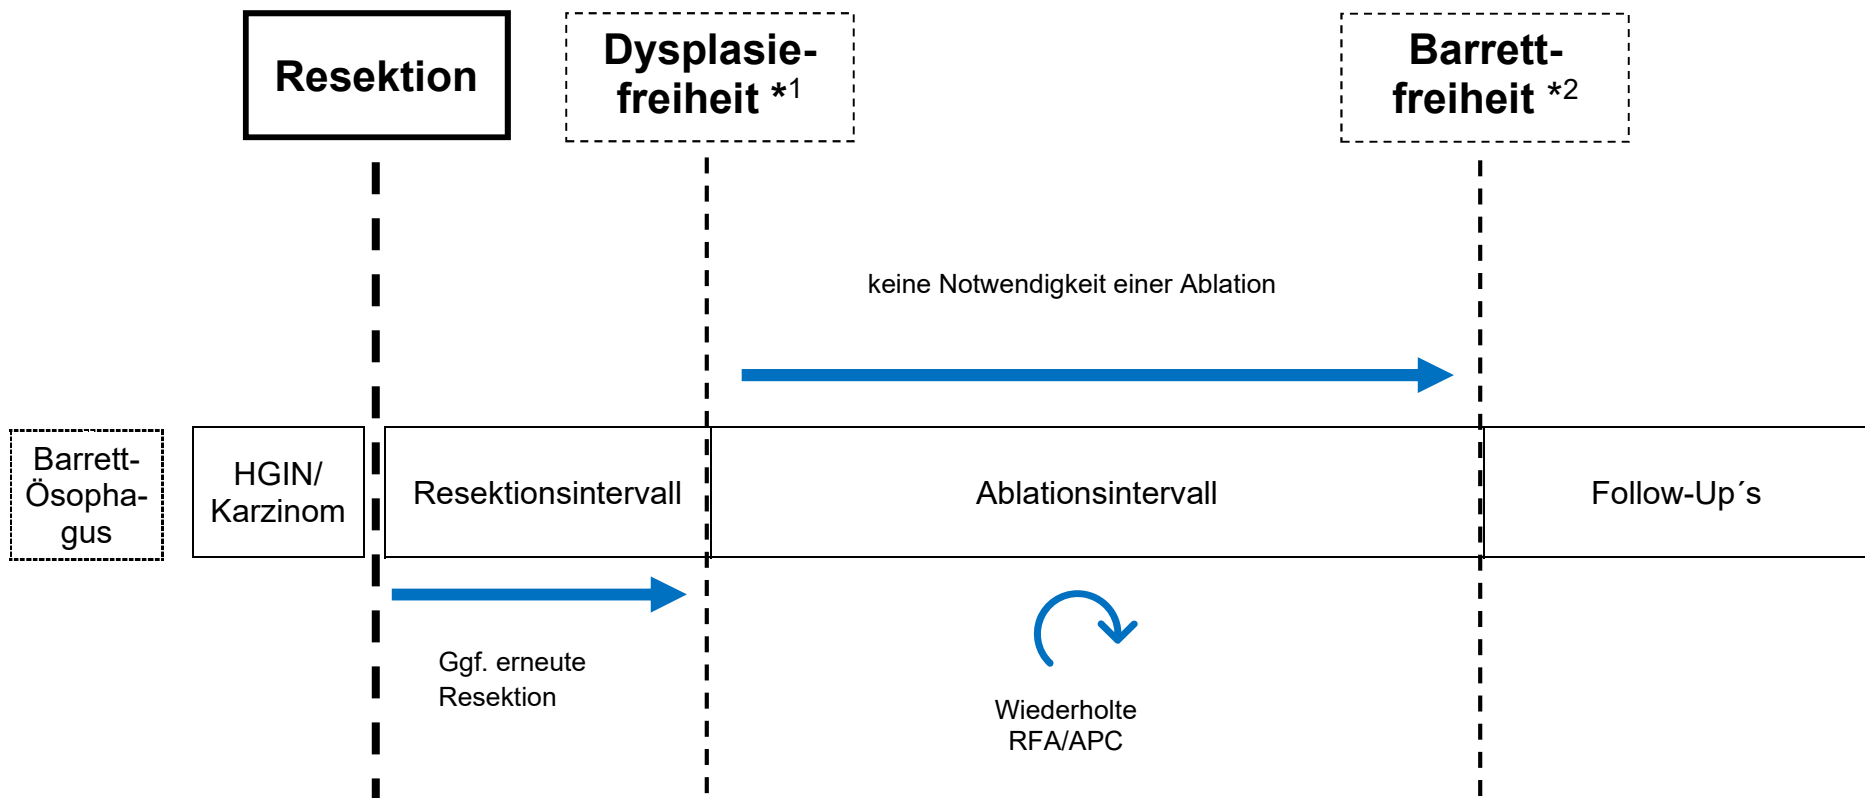 Resektion
Dysplasie-
freiheit *1
Barrett-
freiheit *2
keine Notwendigkeit einer Ablation
Barrett-
Ösopha-
gus
HGIN/
Karzinom
Resektionsintervall
Ablationsintervall
Follow-Up´s
Ggf. erneute
Resektion
Wiederholte
RFA/APC